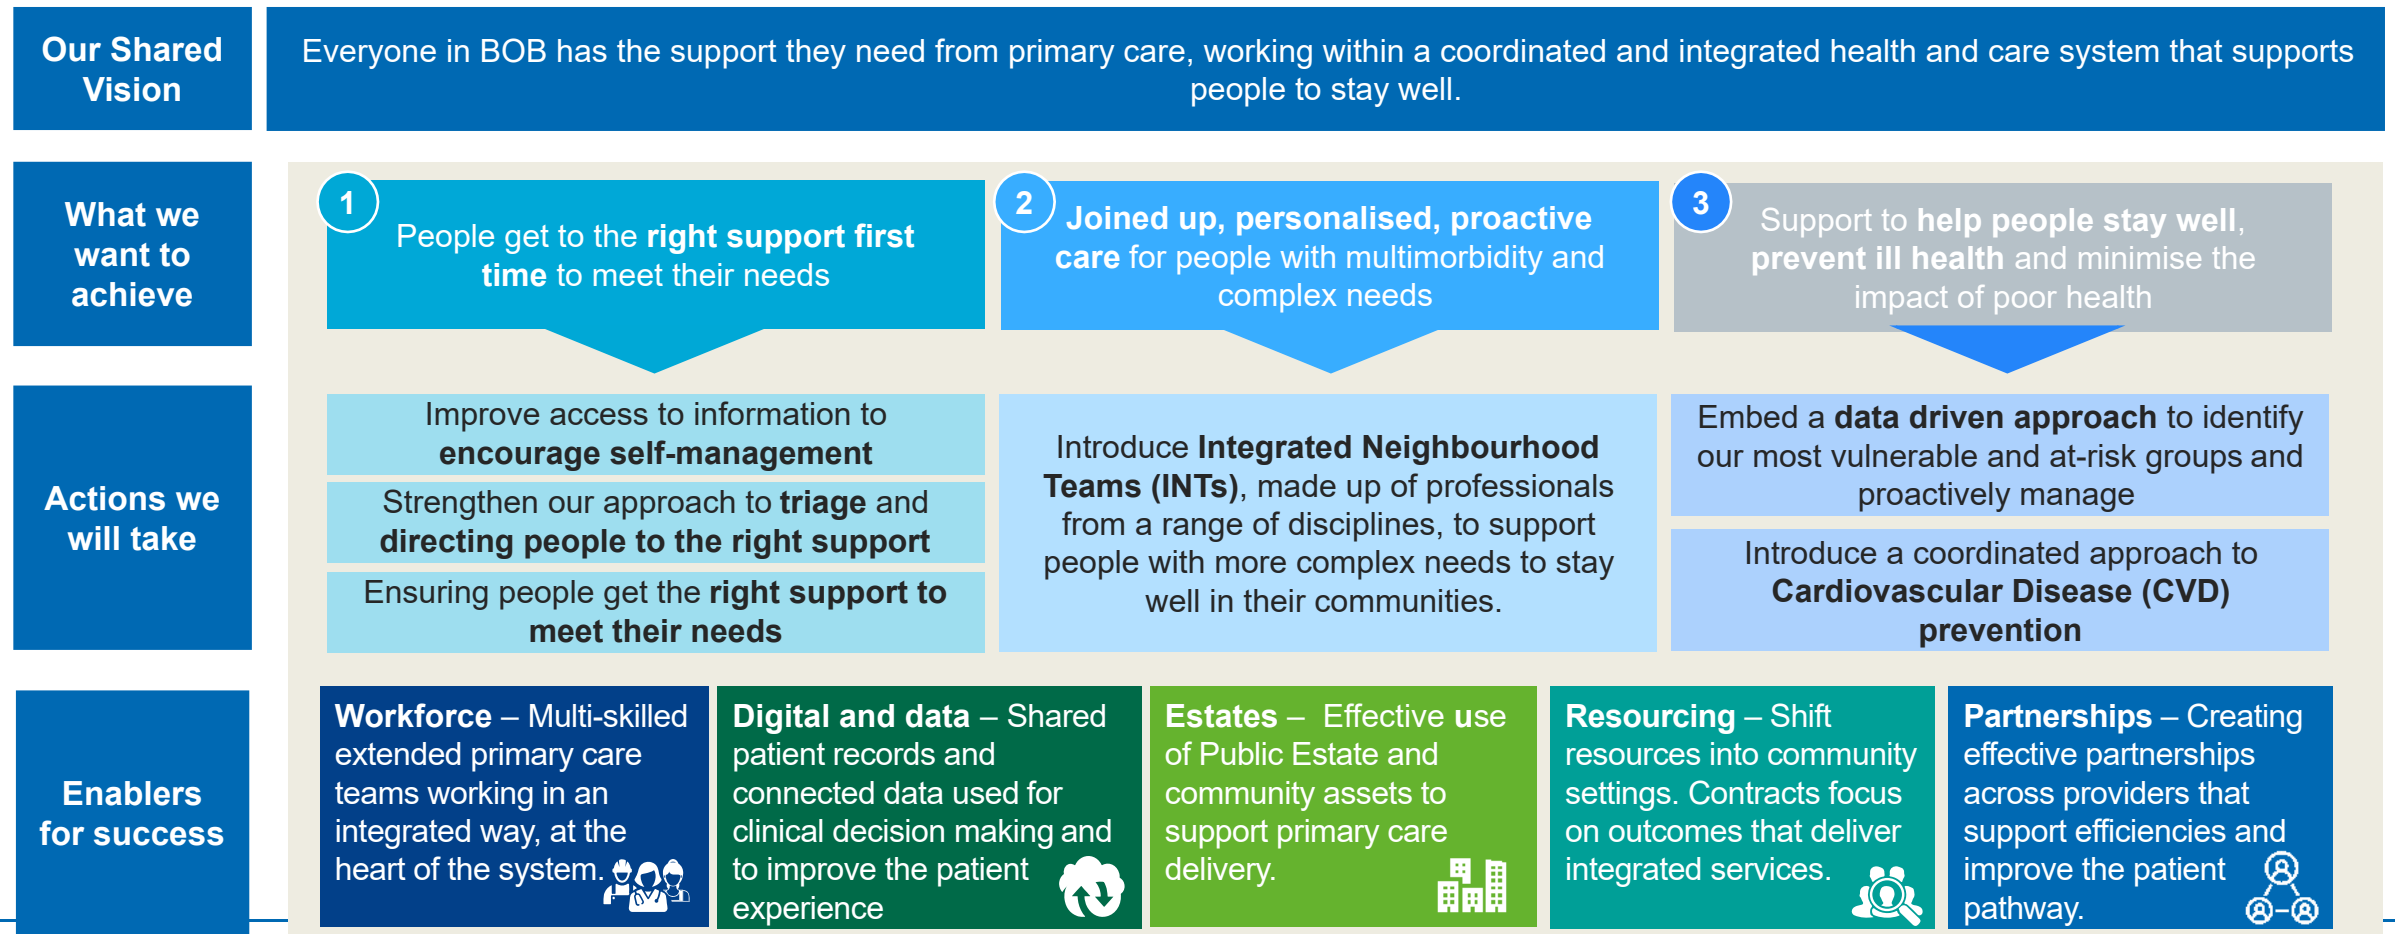 Our Shared
Vision
Everyone in BOB has the support they need from primary care, working within a coordinated and integrated health and care system that supports
people to stay well.
What we
want to
achieve
1
People get to the right support first
time to meet their needs
2
Joined up, personalised, proactive
care for people with multimorbidity and
complex needs
3
Support to help people stay well,
prevent ill health and minimise the
impact of poor health
Actions we
will take
Improve access to information to
encourage self-management
Strengthen our approach to triage and
directing people to the right support
Ensuring people get the right support to
meet their needs
Introduce Integrated Neighbourhood
Teams (INTs), made up of professionals
from a range of disciplines, to support
people with more complex needs to stay
well in their communities.
Embed a data driven approach to identify
our most vulnerable and at-risk groups and
proactively manage
Introduce a coordinated approach to
Cardiovascular Disease (CVD)
prevention
Enablers
for success
Workforce – Multi-skilled
extended primary care
teams working in an
integrated way, at the
heart of the system.
Digital and data – Shared
patient records and
connected data used for
clinical decision making and
to improve the patient
experience
Estates – Effective use
of Public Estate and
community assets to
support primary care
delivery.
Resourcing – Shift
resources into community
settings. Contracts focus
on outcomes that deliver
integrated services.
Partnerships – Creating
effective partnerships
across providers that
support efficiencies and
improve the patient
pathway.